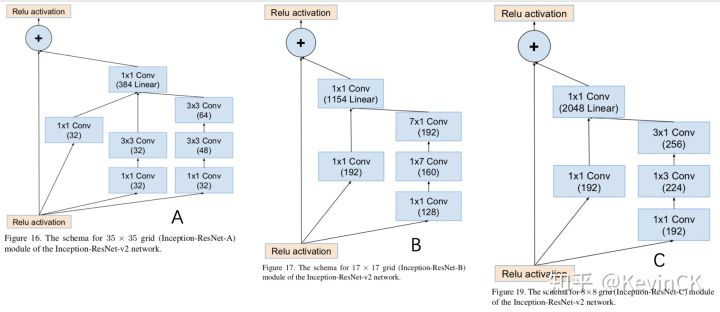 Relu activation
+
1x1 Conv
(384 Linear)
3x3 Conv
(64)
1x1 Conv
(32)
3x3 Conv
(32)
3x3 Conv
(48)
1x1 Conv
(32)
1x1 Conv
(32)
Relu activation
A
Figure 16. The schema for 35 × 35 grid (Inception-ResNet-A)
module of the Inception-ResNet-v2 network.
Relu activation
+
1x1 Conv
(1154 Linear)
7x1 Conv
(192)
1x1 Conv
(192)
1x7 Conv
(160)
1x1 Conv
(128)
Relu activation
B
Figure 17. The schema for 17 × 17 grid (Inception-ResNet-B)
module of the Inception-ResNet-v2 network.
Relu activation
+
1x1 Conv
(2048 Linear)
3x1 Conv
(256)
1x1 Conv
(192)
1x3 Conv
(224)
1x1 Conv
(192)
Relu activation
C
知乎 @KevinCK
Figure 19. The schema for 8×8 grid (Inception-ResNet-C) module
of the Inception-ResNet-v2 network.